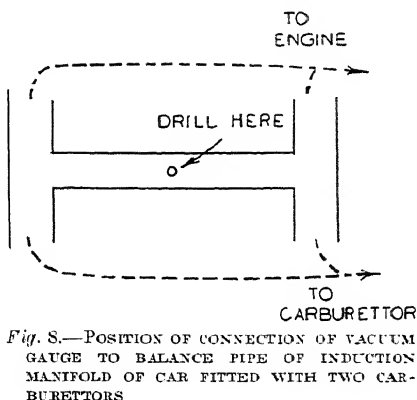 TO
ENGINE
DRILL HERE
TO
CARBURETTOR
Fig. 8.—POSITION OF CONNECTION OF VACUUM
GAUGE TO BALANCE PIPE OF INDUCTION
MANIFOLD OF CAR FITTED WITH TWO CAR-
BURETTORS